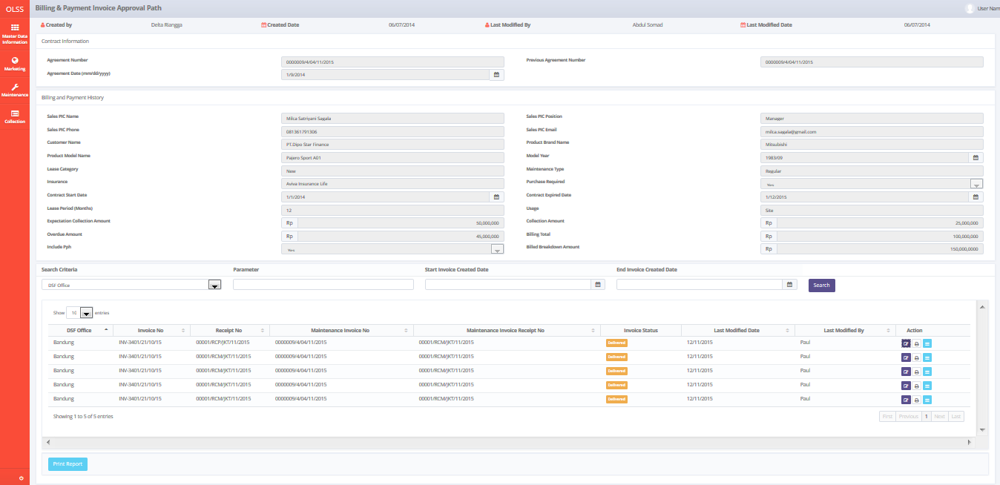 OLSS
Billing & Payment Invoice Approval Path
User Nam
Created by Delta Riangga Created Date 06/07/2014 Last Modified By Abdul Somad Last Modified Date 06/07/2014
Master Data Information
Marketing
Maintenance
Collection
Contract Information
Agreement Number 0000009/4/04/11/2015 Previous Agreement Number 0000009/4/04/11/2015
Agreement Date (mm/dd/yyyy) 1/9/2014
Billing and Payment History
Sales PIC Name Milca Satriyani Sagala Sales PIC Position Manager
Sales PIC Phone 081361791306 Sales PIC Email milca.sagala@gmail.com
Customer Name PT.Dipo Star Finance Product Brand Name Mitsubishi
Product Model Name Pajero Sport A01 Model Year 1983/09
Lease Category New Maintenance Type Regular
Insurance Aviva Insurance Life Purchase Required Yes
Contract Start Date 1/1/2014 Contract Expired Date 1/12/2015
Lease Period (Months) 12 Usage Site
Expectation Collection Amount Rp 50,000,000 Collection Amount Rp 25,000,000
Overdue Amount Rp 45,000,000 Billing Total Rp 100,000,000
Include Pph Yes Billed Breakdown Amount Rp 150,000,0000
Search Criteria Parameter Start Invoice Created Date End Invoice Created Date
DSF Office Search
Show 10 entries
DSF Office Invoice No Receipt No Maintenance Invoice No Maintenance Invoice Receipt No Invoice Status Last Modified Date Last Modified By Action
Bandung INV-3401/21/10/15 00001/RCP/JKT/11/2015 0000009/4/04/11/2015 00001/RCM/JKT/11/2015 Delivered 12/11/2015 Paul
Bandung INV-3401/21/10/15 00001/RCM/JKT/11/2015 0000009/4/04/11/2015 00001/RCM/JKT/11/2015 Delivered 12/11/2015 Paul
Bandung INV-3401/21/10/15 00001/RCM/JKT/11/2015 0000009/4/04/11/2015 00001/RCM/JKT/11/2015 Delivered 12/11/2015 Paul
Bandung INV-3401/21/10/15 00001/RCM/JKT/11/2015 0000009/4/04/11/2015 00001/RCM/JKT/11/2015 Delivered 12/11/2015 Paul
Bandung INV-3401/21/10/15 00001/RCM/JKT/11/2015 0000009/4/04/11/2015 00001/RCM/JKT/11/2015 Delivered 12/11/2015 Paul
Showing 1 to 5 of 5 entries
First Previous 1 Next Last
Print Report